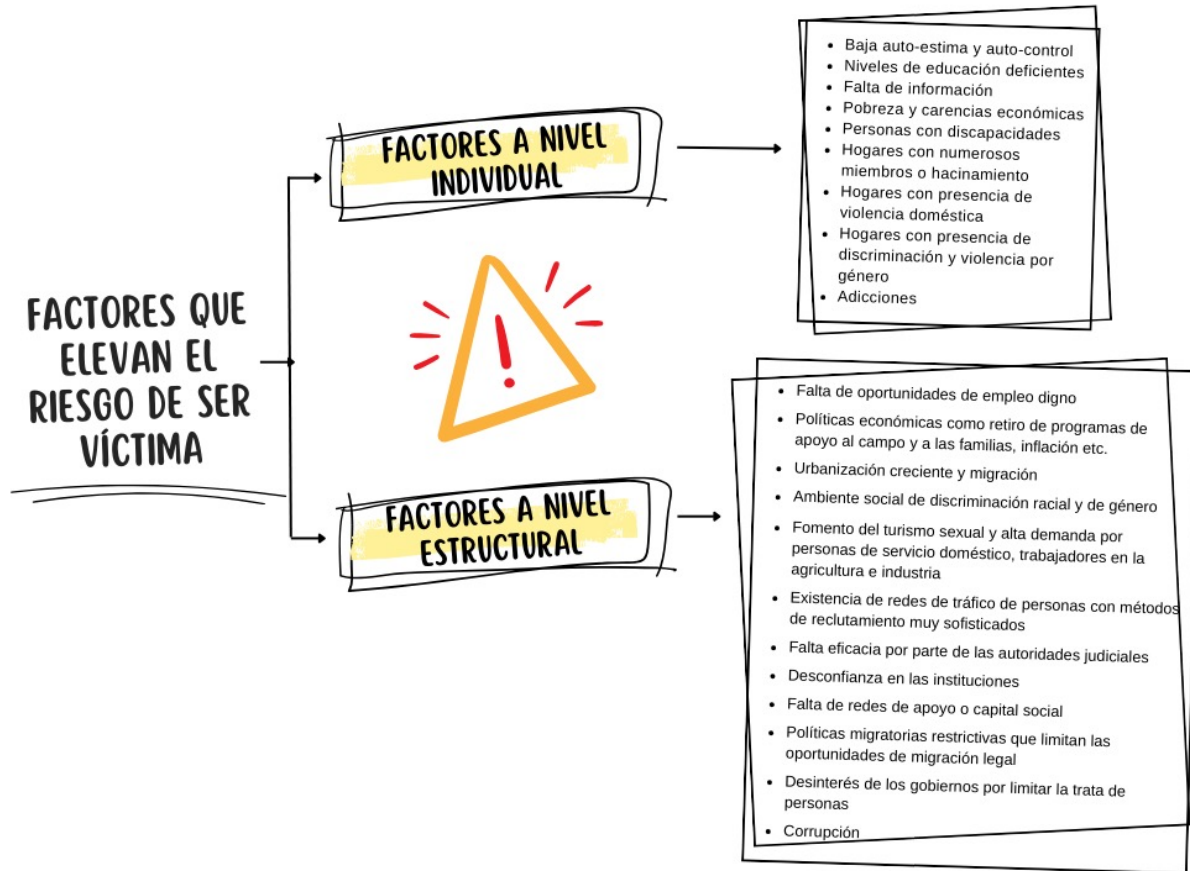 FACTORES QUE
ELEVAN EL
RIESGO DE SER
VÍCTIMA
FACTORES A NIVEL
INDIVIDUAL
• Baja auto-estima y auto-control
• Niveles de educación deficientes
• Falta de información
• Pobreza y carencias económicas
• Personas con discapacidades
• Hogares con numerosos
miembros o hacinamiento
• Hogares con presencia de
violencia doméstica
• Hogares con presencia de
discriminación y violencia por
género
• Adicciones
FACTORES A NIVEL
ESTRUCTURAL
• Falta de oportunidades de empleo digno
• Políticas económicas como retiro de programas de
apoyo al campo y a las familias, inflación etc.
• Urbanización creciente y migración
• Ambiente social de discriminación racial y de género
• Fomento del turismo sexual y alta demanda por
personas de servicio doméstico, trabajadores en la
agricultura e industria
• Existencia de redes de tráfico de personas con métodos
de reclutamiento muy sofisticados
• Falta eficacia por parte de las autoridades judiciales
• Desconfianza en las instituciones
• Falta de redes de apoyo o capital social
• Políticas migratorias restrictivas que limitan las
oportunidades de migración legal
• Desinterés de los gobiernos por limitar la trata de
personas
• Corrupción